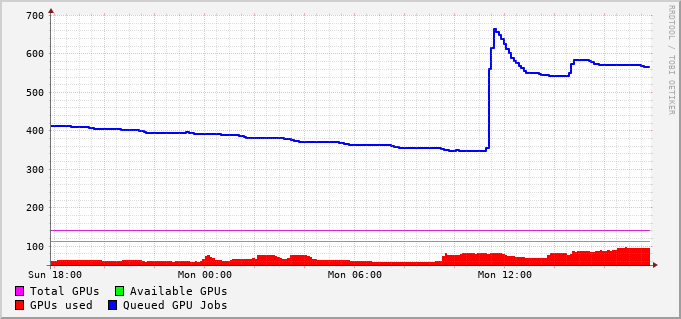 700
600
500
400
300
200
100
Sun 18:00 Mon 00:00 Mon 06:00 Mon 12:00
Total GPUs Available GPUs
GPUs used Queued GPU Jobs
RRDTOOL / TOBI OETIKER